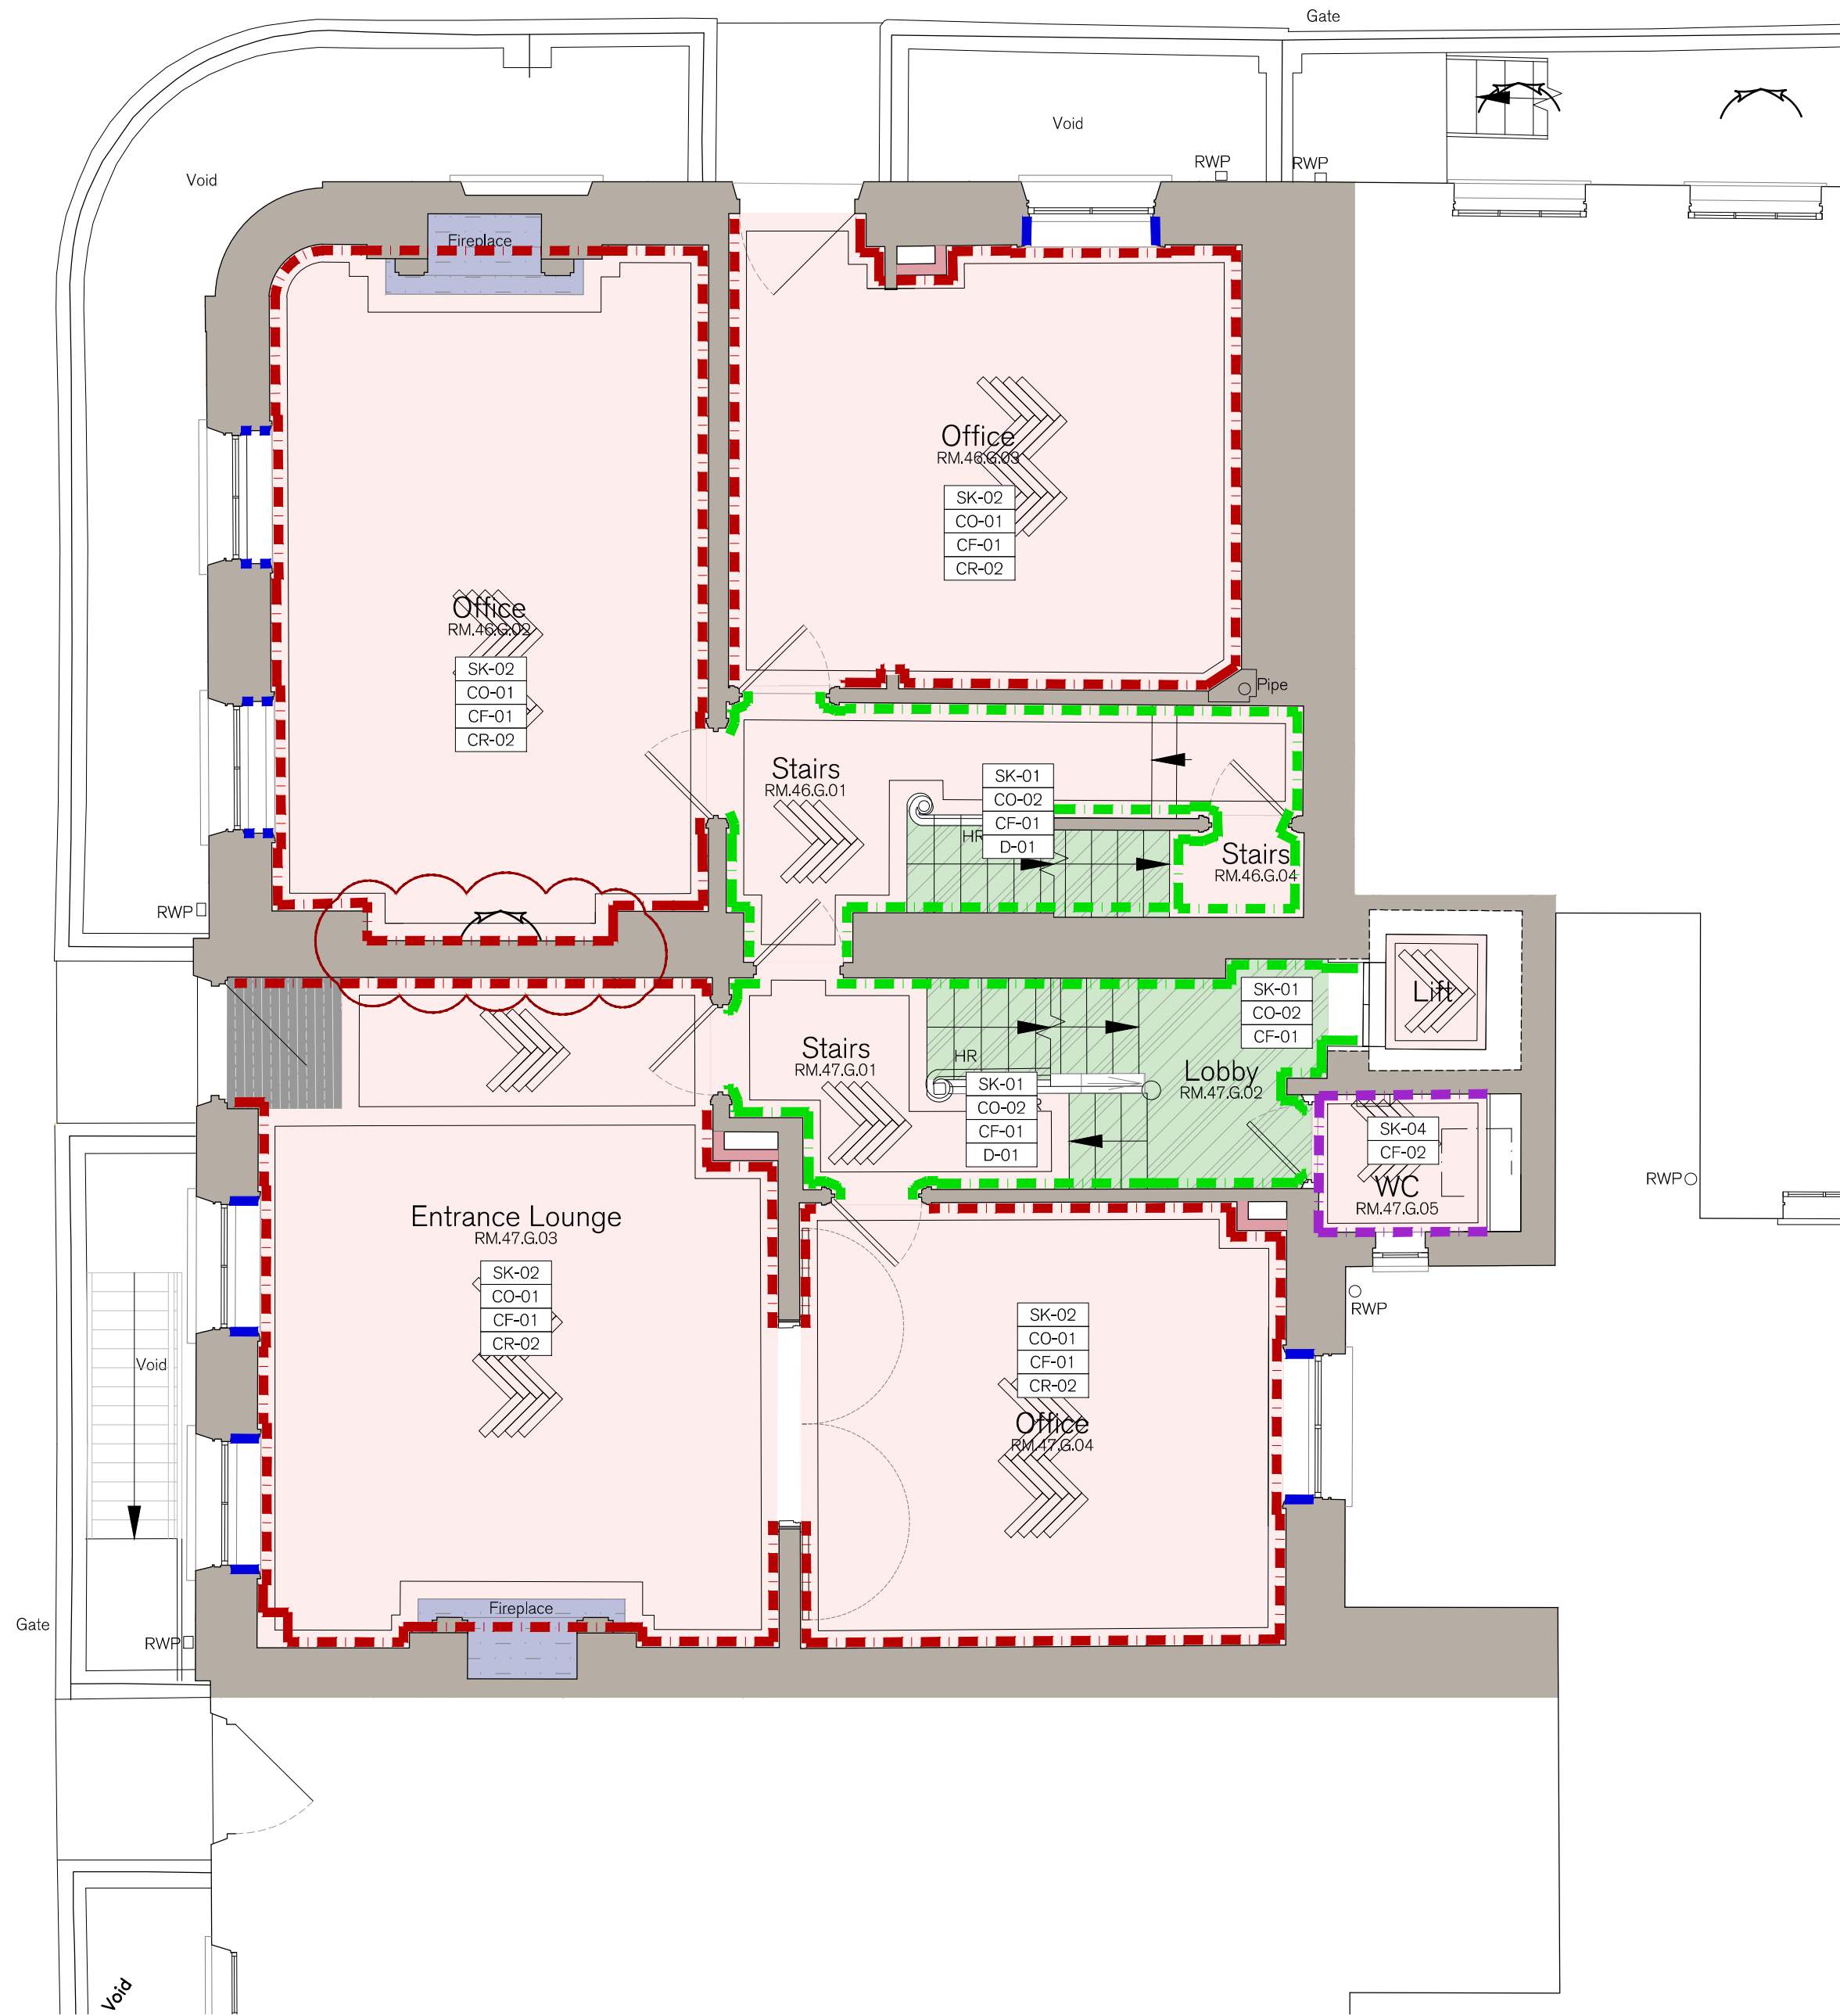 Gate
Void
RWP
RWP
Void
Fireplace
Office
RM.46.G.03
SK-02
CO-01
CF-01
CR-02
Office
RM.46.G.02
SK-02
CO-01
CF-01
CR-02
Pipe
Stairs
RM.46.G.01
SK-01
CO-02
CF-01
D-01
HR
Stairs
RM.46.G.04
RWP
SK-01
CO-02
CF-01
Lift
Stairs
RM.47.G.01
HR
Lobby
RM.47.G.02
SK-01
CO-02
CF-01
D-01
SK-04
CF-02
WC
RM.47.G.05
RWP
Entrance Lounge
RM.47.G.03
SK-02
CO-01
CF-01
CR-02
RWP
SK-02
CO-01
CF-01
CR-02
Office
RM.47.G.04
Void
Fireplace
Gate
RWP
Void